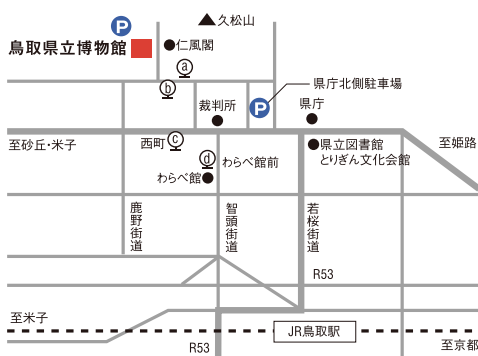 P
久松山
鳥取県立博物館
仁風閣
a
b
県庁北側駐車場
裁判所
P
県庁
至砂丘・米子
西町
c
県立図書館
とりぎん文化会館
至姫路
d
わらべ館前
わらべ館
鹿野街道
智頭街道
若桜街道
R53
至米子
JR鳥取駅
R53
至京都